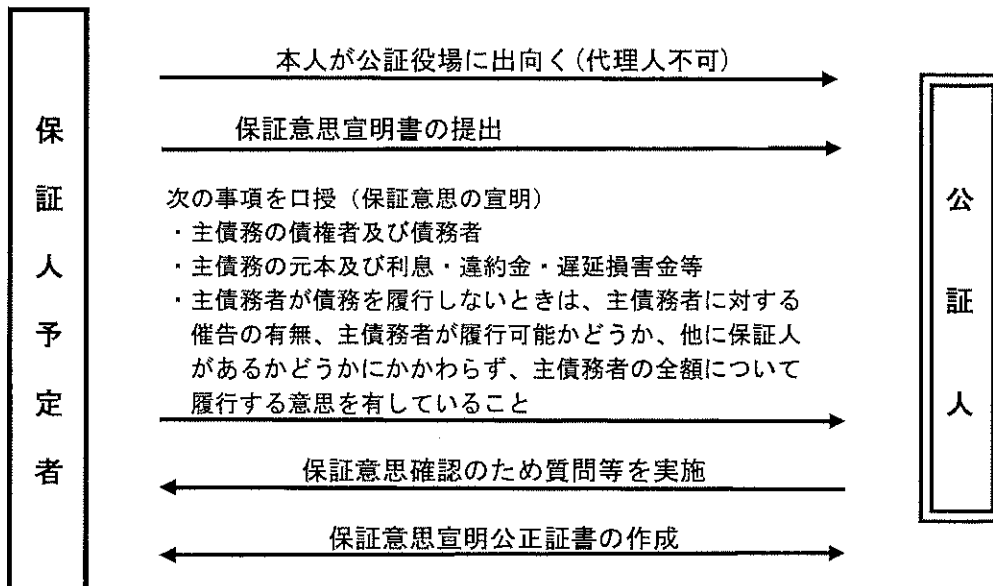 保証人予定者
本人が公証役場に出向く(代理人不可)
保証意思宣明書の提出
次の事項を口授（保証意思の宣明）
・主債務の債権者及び債務者
・主債務の元本及び利息・違約金・遅延損害金等
・主債務者が債務を履行しないときは、主債務者に対する
催告の有無、主債務者が履行可能かどうか、他に保証人
があるかどうかにかかわらず、主債務者の全額について
履行する意思を有していること
保証意思確認のため質問等を実施
保証意思宣明公正証書の作成
公証人